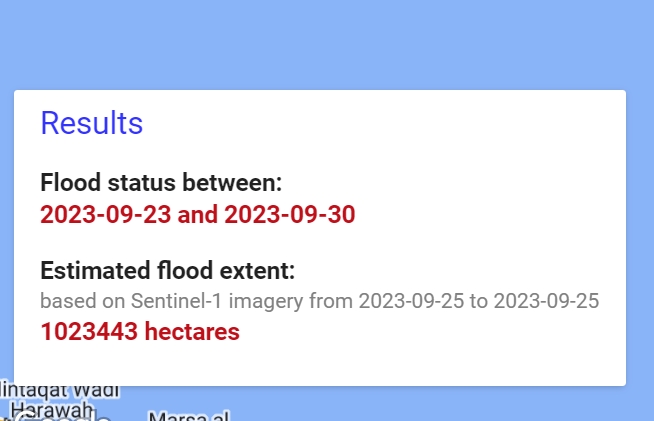 Results
Flood status between:
2023-09-23 and 2023-09-30
Estimated flood extent:
based on Sentinel-1 imagery from 2023-09-25 to 2023-09-25
1023443 hectares
Wadi
Harawah
Marsa al